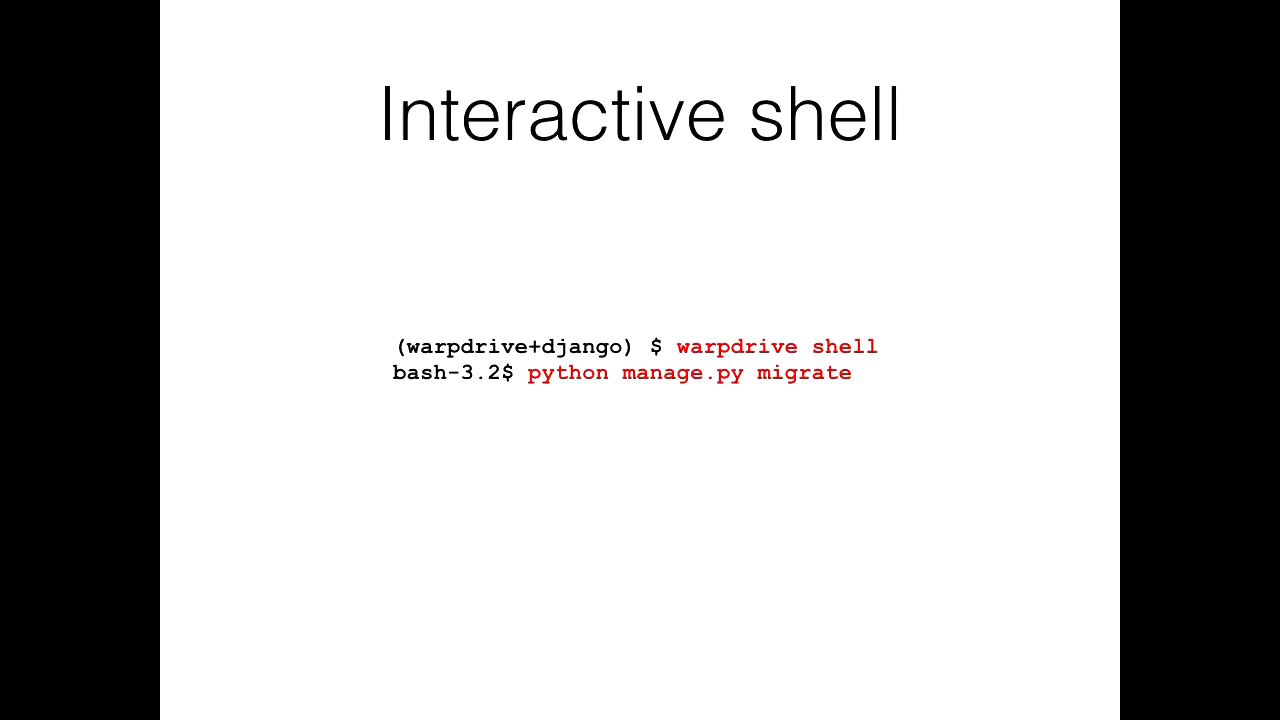 Interactive shell
(warpdrive+django) $ warpdrive shell
bash-3.2$ python manage.py migrate